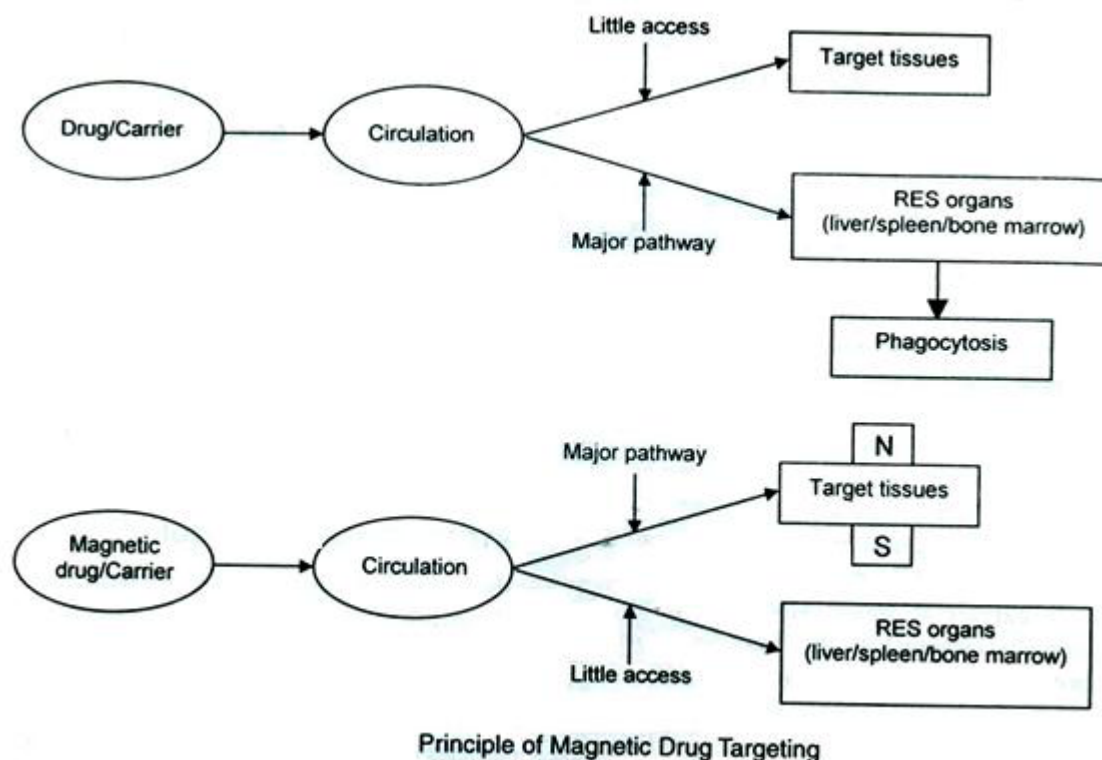 Little access
Target tissues
Drug/Carrier
Circulation
RES organs
(liver/spleen/bone marrow)
Major pathway
Phagocytosis
Major pathway
N
Target tissues
S
Magnetic
drug/Carrier
Circulation
RES organs
(liver/spleen/bone marrow)
Little access
Principle of Magnetic Drug Targeting